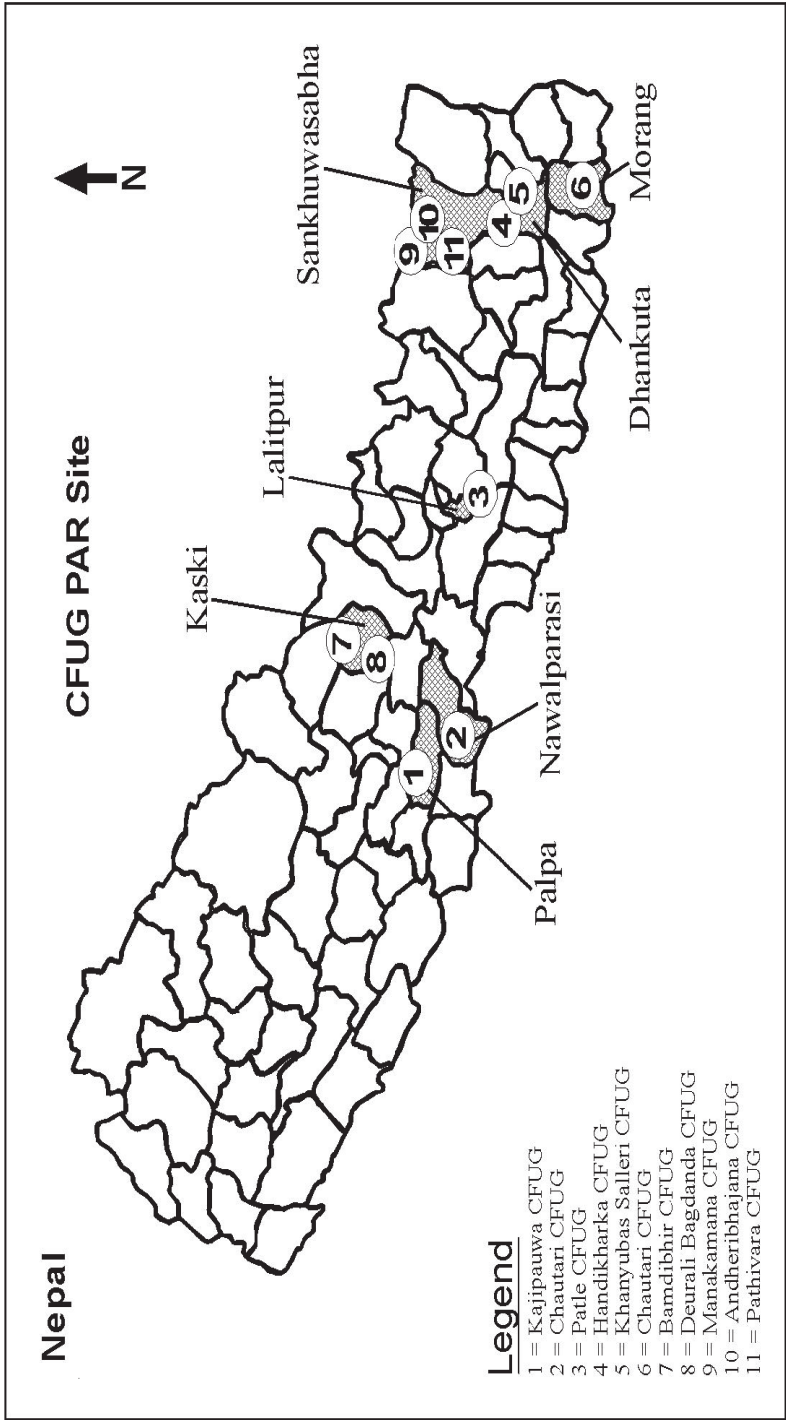 Nepal
CFUG PAR Site
N
Kaski
Lalitpur
Sankhuwasabha
7
8
9
10
11
3
4
5
6
1
2
Palpa
Nawalparasi
Dhankuta
Morang
Legend
1 = Kajipauwa CFUG
2 = Chautari CFUG
3 = Patle CFUG
4 = Handikharka CFUG
5 = Khanyubas Salleri CFUG
6 = Chautari CFUG
7 = Bamdibhir CFUG
8 = Deurali Bagdanda CFUG
9 = Manakamana CFUG
10 = Andheribhajana CFUG
11 = Pathivara CFUG